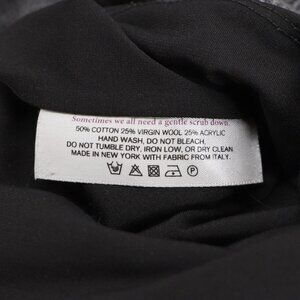 Sometimes we all need a gentle scrub down.
50% COTTON 25% VIRGIN WOOL 25% ACRYLIC
HAND WASH, DO NOT BLEACH,
DO NOT TUMBLE DRY. IRON LOW, OR DRY CLEAN.
MADE IN NEW YORK WITH FABRIC FROM ITALY.
P